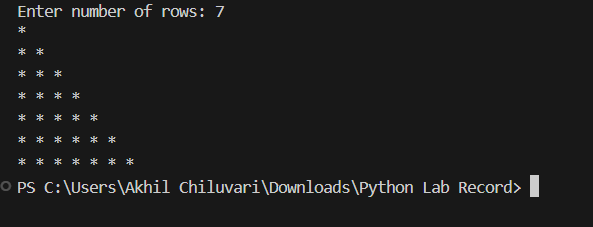 Enter number of rows: 7
*
* *
* * *
* * * *
* * * * *
* * * * * *
* * * * * * *
PS C:\Users\Akhil Chiluvari\Downloads\Python Lab Record>